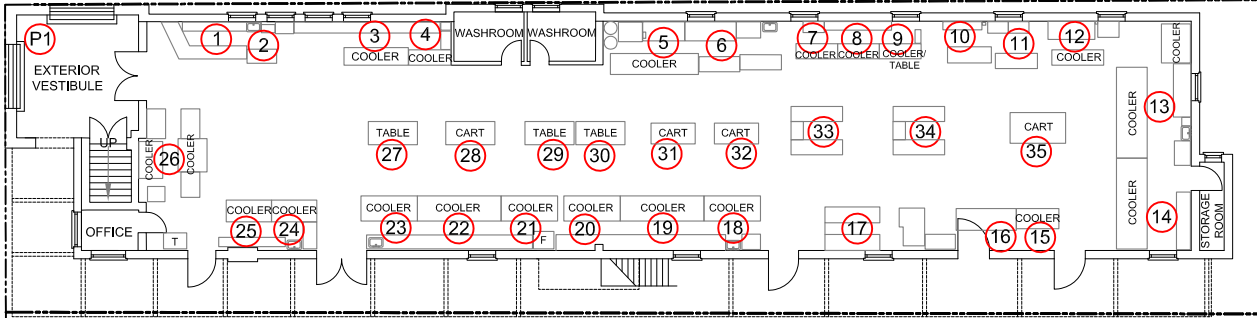 P1
EXTERIOR
VESTIBULE
UP
1
2
3
COOLER
4
COOLER
WASHROOM
WASHROOM
5
COOLER
6
7
COOLER
8
COOLER
9
COOLER/
TABLE
10
11
12
COOLER
COOLER
13
COOLER
COOLER
14
STORAGE
ROOM
26
COOLER
COOLER
TABLE
27
CART
28
TABLE
29
TABLE
30
CART
31
CART
32
33
34
CART
35
OFFICE
T
COOLER
25
COOLER
24
COOLER
23
COOLER
22
COOLER
21
F
COOLER
20
COOLER
19
COOLER
18
17
16
COOLER
15